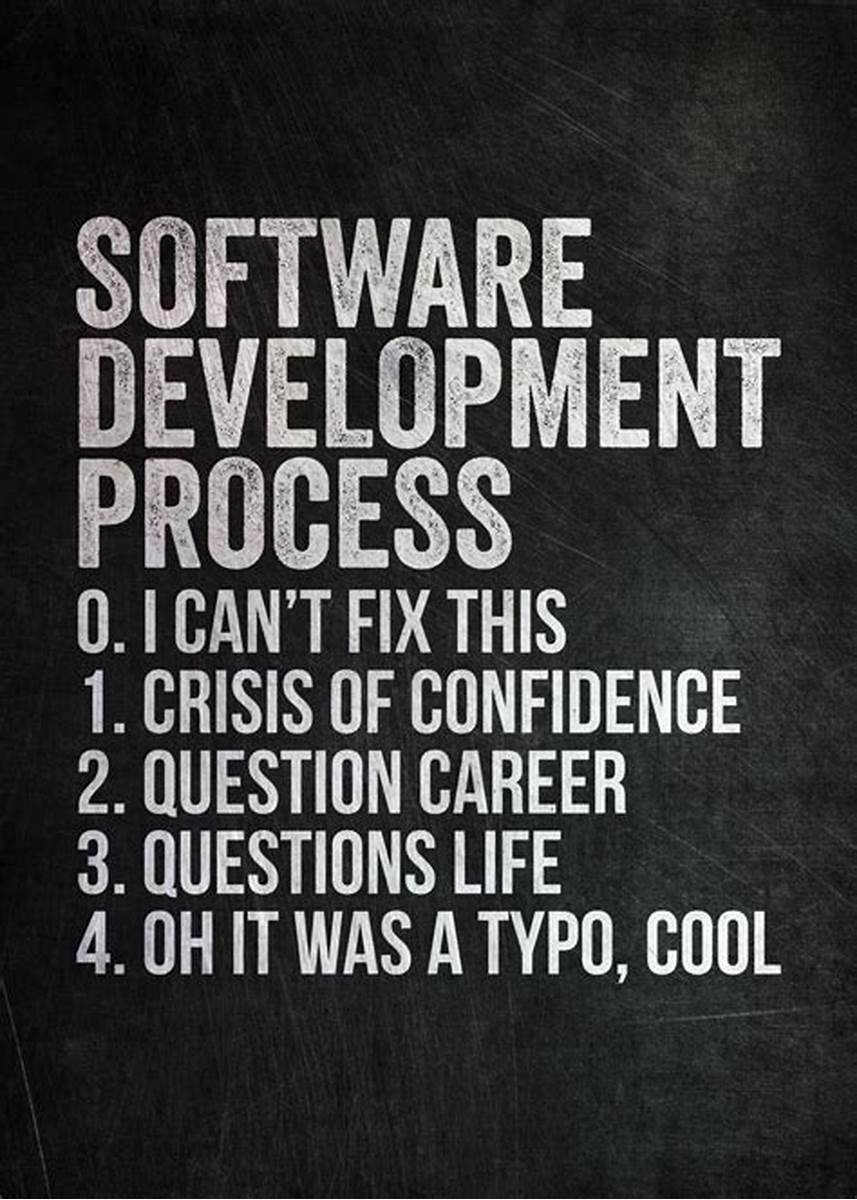 SOFTWARE
DEVELOPMENT
PROCESS
0. I CAN'T FIX THIS
1. CRISIS OF CONFIDENCE
2. QUESTION CAREER
3. QUESTIONS LIFE
4. OH IT WAS A TYPO, COOL